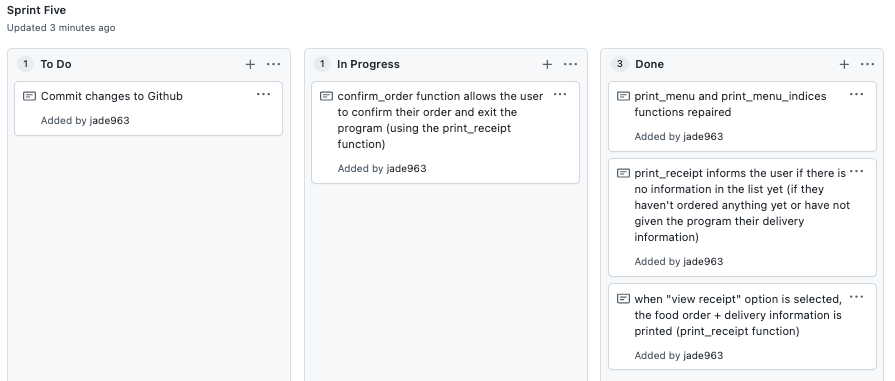 Sprint Five
Updated 3 minutes ago
1 To Do + ...
Commit changes to Github ...
Added by jade963
1 In Progress + ...
confirm_order function allows the user ...
to confirm their order and exit the
program (using the print_receipt
function)
Added by jade963
3 Done + ...
print_menu and print_menu_indices ...
functions repaired
Added by jade963
print_receipt informs the user if there is ...
no information in the list yet (if they
haven't ordered anything yet or have not
given the program their delivery
information)
Added by jade963
when "view receipt" option is selected, ...
the food order + delivery information is
printed (print_receipt function)
Added by jade963